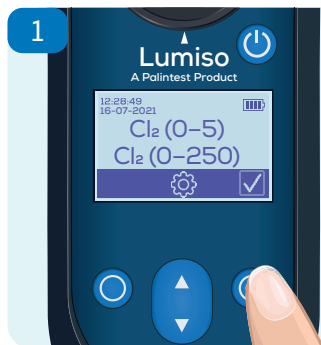 1
Lumiso
A Palintest Product
12:28:49
16-07-2021
Cl₂ (0–5)
Cl₂ (0–250)